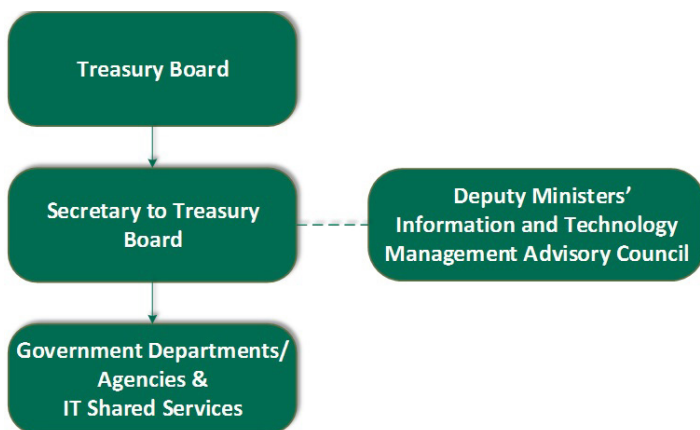 Treasury Board
Secretary to Treasury
Board
Deputy Ministers’
Information and Technology
Management Advisory Council
Government Departments/
Agencies &
IT Shared Services